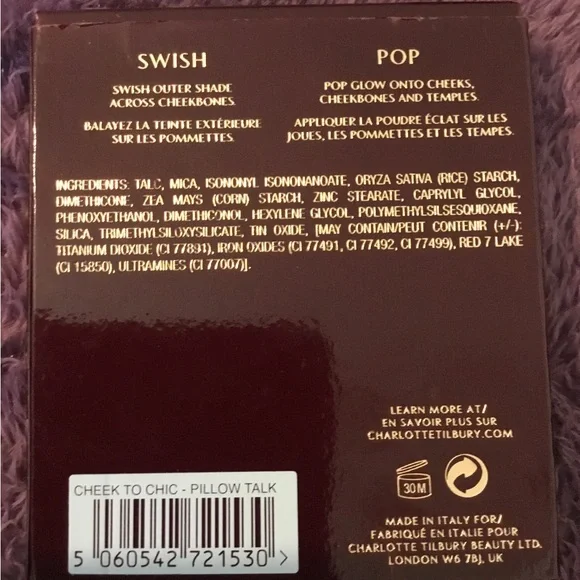 SWISH
SWISH OUTER SHADE
ACROSS CHEEKBONES.
BALAYEZ LA TEINTE EXTÉRIEURE
SUR LES POMMETTES.
POP
POP GLOW ONTO CHEEKS,
CHEEKBONES AND TEMPLES.
APPLIQUER LA POUDRE ÉCLAT SUR LES
JOUES, LES POMMETTES ET LES TEMPES.
INGREDIENTS: TALC, MICA, ISONONYL ISONONANOATE, ORYZA SATIVA (RICE) STARCH,
DIMETHICONE, ZEA MAYS (CORN) STARCH, ZINC STEARATE, CAPRYLYL GLYCOL,
PHENOXYETHANOL, DIMETHICONOL, HEXYLENE GLYCOL, POLYMETHYLSILSESQUIOXANE,
SILICA, TRIMETHYLSILOXYSILICATE, TIN OXIDE, [MAY CONTAIN/PEUT CONTENIR (+/-):
TITANIUM DIOXIDE (CI 77891), IRON OXIDES (CI 77491, CI 77492, CI 77499), RED 7 LAKE
(CI 15850), ULTRAMINES (CI 77007)].
LEARN MORE AT/
EN SAVOIR PLUS SUR
CHARLOTTETILBURY.COM
30M
MADE IN ITALY FOR/
FABRIQUÉ EN ITALIE POUR
CHARLOTTE TILBURY BEAUTY LTD.
LONDON W6 7BJ, UK
CHEEK TO CHIC - PILLOW TALK
5 060542 721530 >